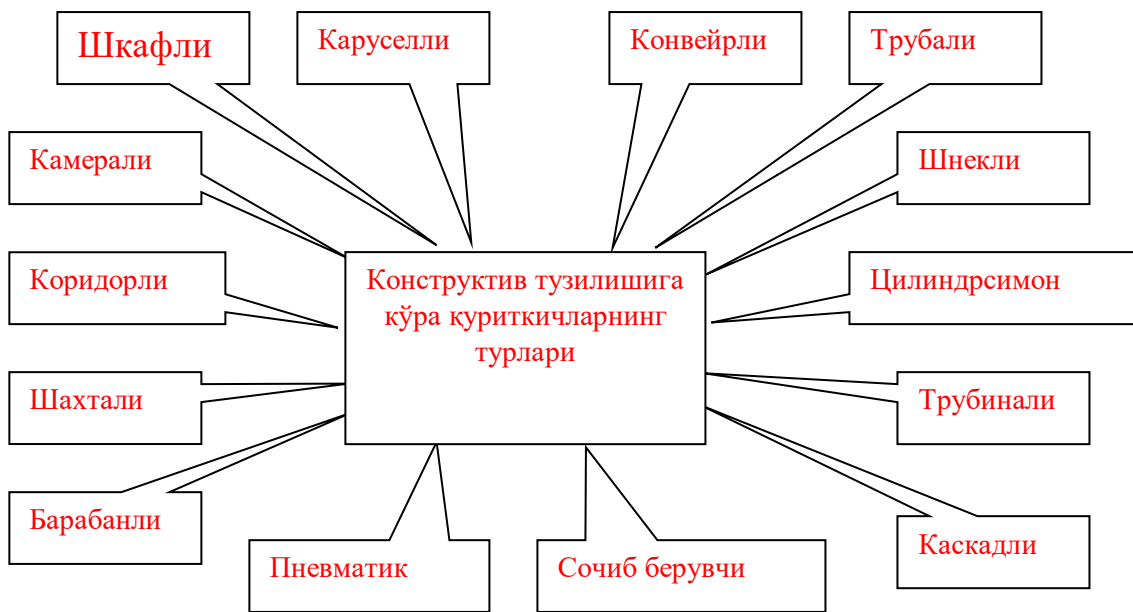 Шкафли
Каруселли
Конвейрли
Трубали
Камерали
Шнекли
Коридорли
Конструктив тузилишига
кўра қуриткичларнинг
турлари
Цилиндрсимон
Шахтали
Трубинали
Барабанли
Пневматик
Сочиб берувчи
Каскадли